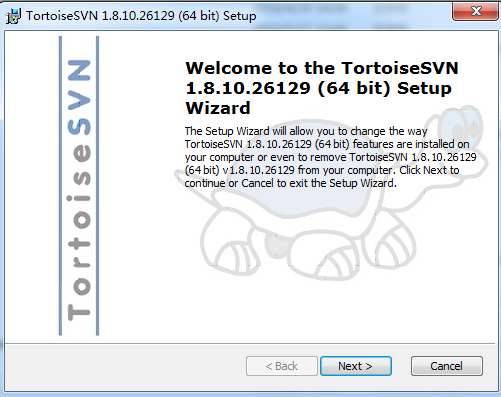 TortoiseSVN 1.8.10.26129 (64 bit) Setup
TortoiseSVN
Welcome to the TortoiseSVN
1.8.10.26129 (64 bit) Setup
Wizard
The Setup Wizard will allow you to change the way
TortoiseSVN 1.8.10.26129 (64 bit) features are installed on
your computer or even to remove TortoiseSVN 1.8.10.26129
(64 bit) v1.8.10.26129 from your computer. Click Next to
continue or Cancel to exit the Setup Wizard.
< Back
Next >
Cancel